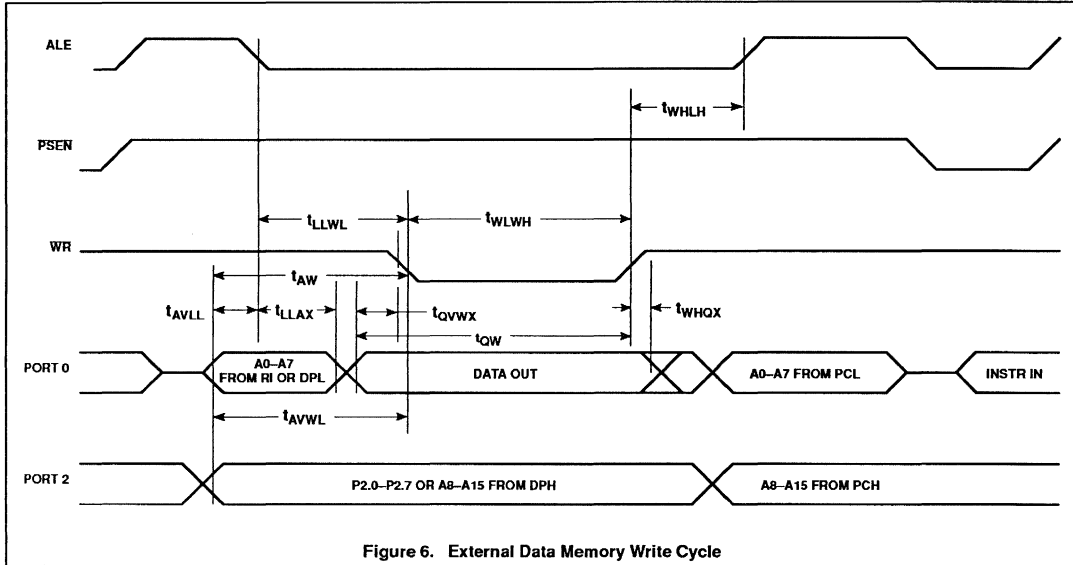 ALE
tWHLH
PSEN
tLLWL
tWLWH
WR
tAW
tAVLL
tLLAX
tQVWX
tWHQX
tQW
PORT 0
A0–A7
FROM RI OR DPL
DATA OUT
A0–A7 FROM PCL
INSTR IN
tAVWL
PORT 2
P2.0–P2.7 OR A8–A15 FROM DPH
A8–A15 FROM PCH
Figure 6. External Data Memory Write Cycle